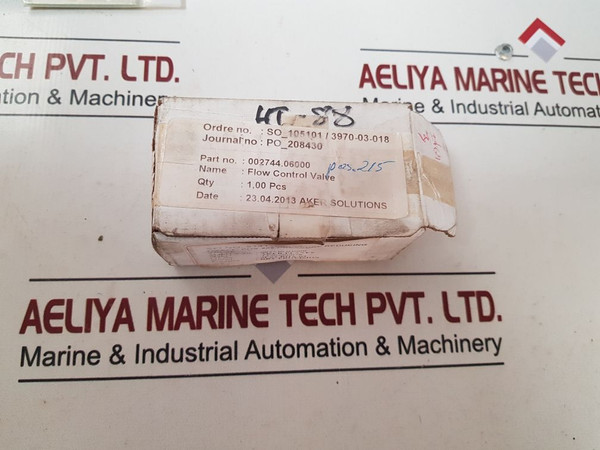 CH PVT. LTD.
ation & Machinery
AELIYA MARINE TECH
Marine & Industrial Automation
HT-88
Ordre no. : SO_105101 / 3970-03-018
Journal no : PO_208430
Part no. : 002744.06000
pos.215
Name : Flow Control Valve
Qty : 1,00 Pcs
Date : 23.04.2013 AKER SOLUTIONS
AELIYA MARINE TECH PVT. LTD.
Marine & Industrial Automation & Machinery